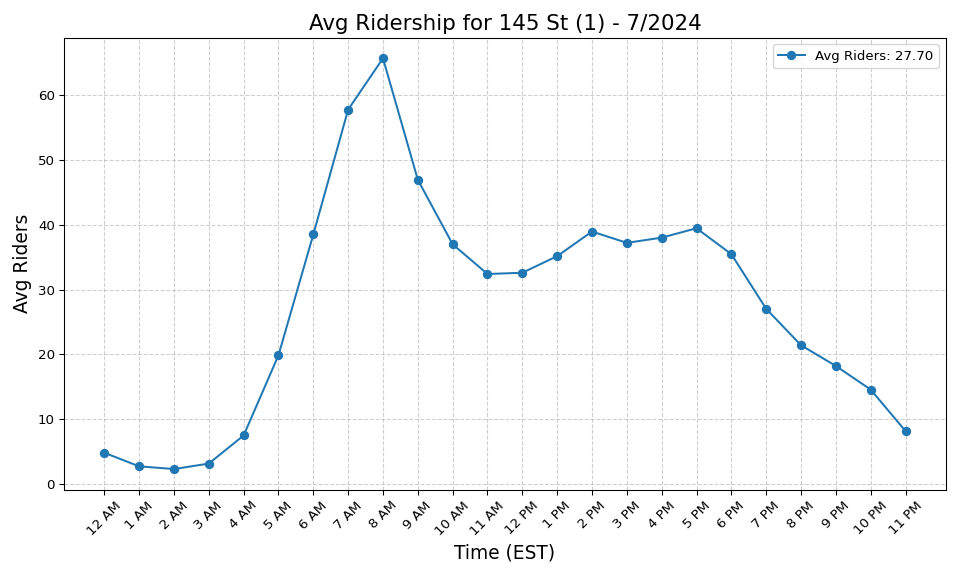 Avg Ridership for 145 St (1) - 7/2024
Avg Riders: 27.70
Avg Riders
60
50
40
30
20
10
0
12 AM
1 AM
2 AM
3 AM
4 AM
5 AM
6 AM
7 AM
8 AM
9 AM
10 AM
11 AM
12 PM
1 PM
2 PM
3 PM
4 PM
5 PM
6 PM
7 PM
8 PM
9 PM
10 PM
11 PM
Time (EST)